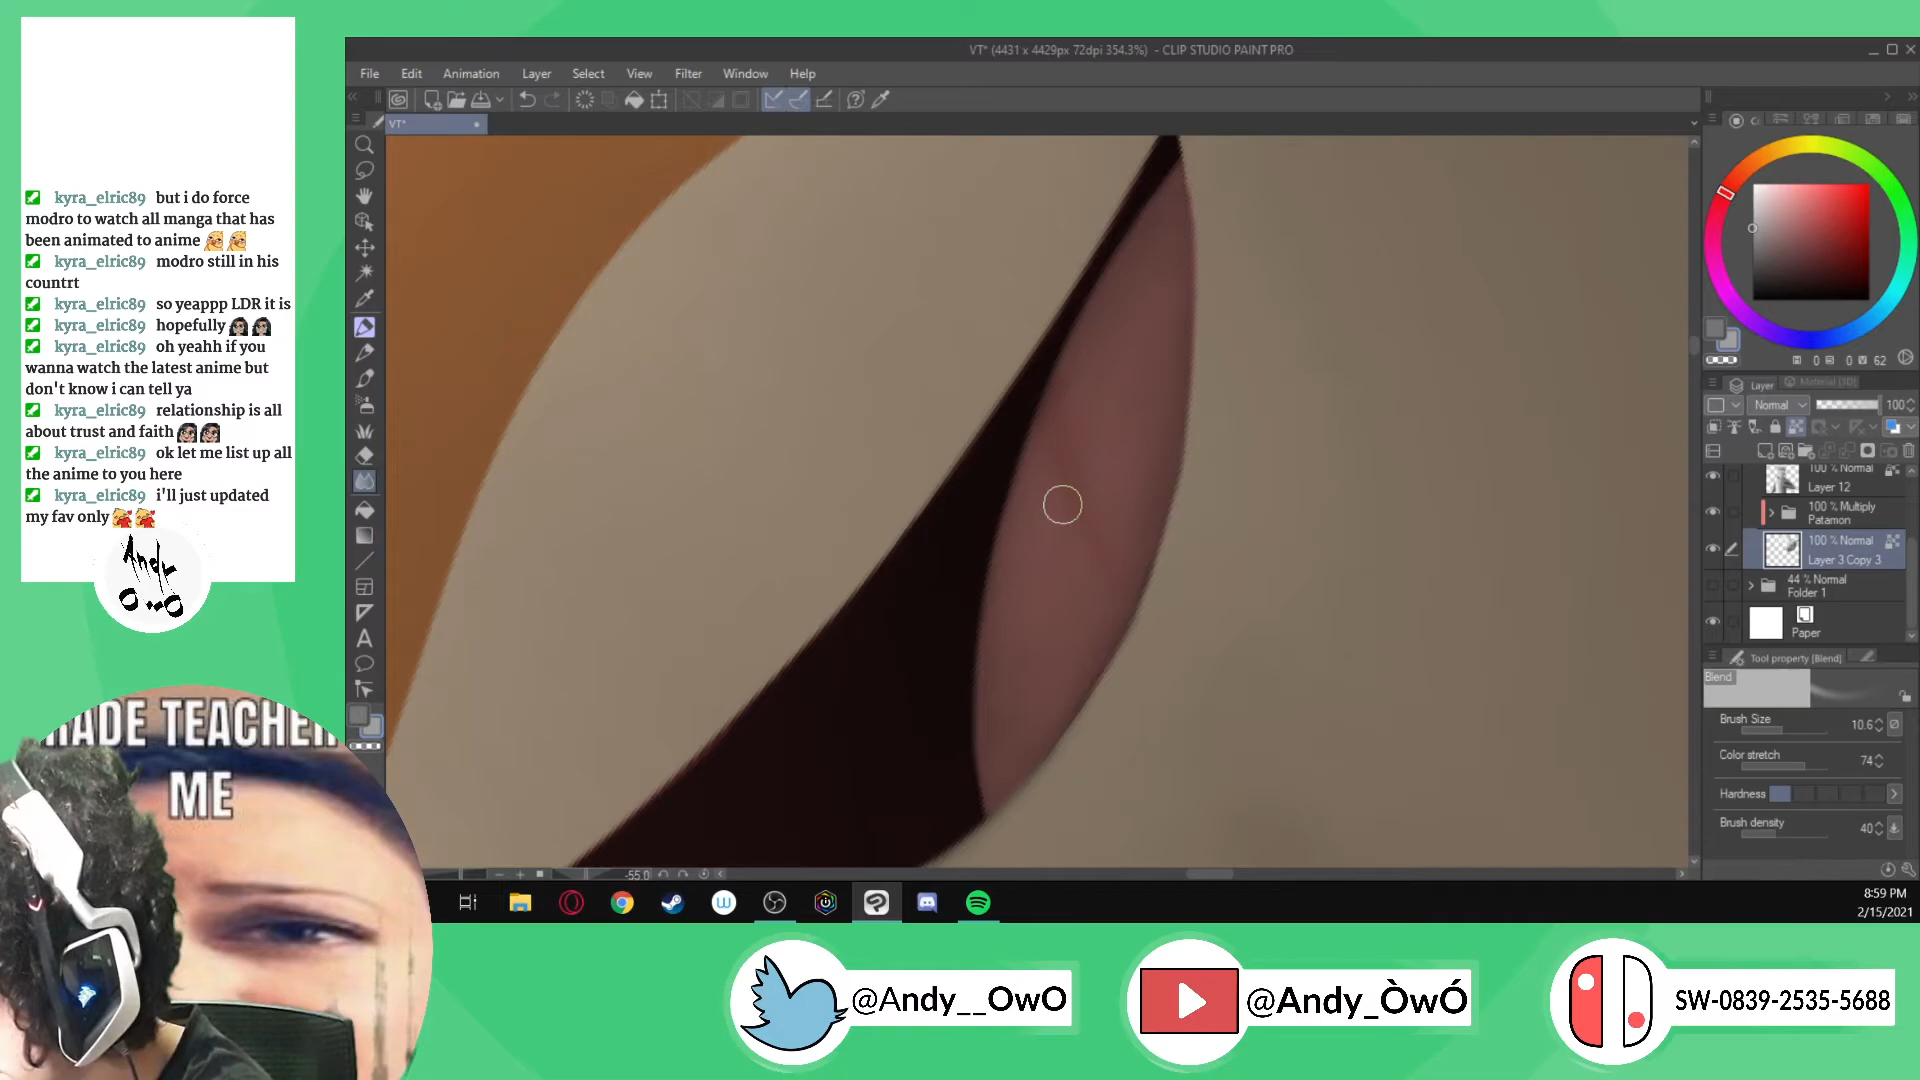 VT* (4431 x 4429px 72dpi 354.3%) - CLIP STUDIO PAINT PRO
File Edit Animation Layer Select View Filter Window Help
VT*
kyra_elric89 but i do force
modro to watch all manga that has
been animated to anime
kyra_elric89 modro still in his
countrt
kyra_elric89 so yeappp LDR it is
kyra_elric89 hopefully
kyra_elric89 oh yeahh if you
wanna watch the latest anime but
don't know i can tell ya
kyra_elric89 relationship is all
about trust and faith
kyra_elric89 ok let me list up all
the anime to you here
kyra_elric89 i'll just updated
my fav only
Andy
RADE TEACHER
ME
0 0 62
Layer Material [3D]
Normal 100
100 % Normal
Layer 12
100 % Multiply
Patamon
100 % Normal
Layer 3 Copy 3
44 % Normal
Folder 1
Paper
Tool property [Blend]
Blend
Brush Size 10.6
Color stretch 74
Hardness
Brush density 40
-55.0
8:59 PM
2/15/2021
@Andy__OwO
@Andy_ÒwÓ
SW-0839-2535-5688